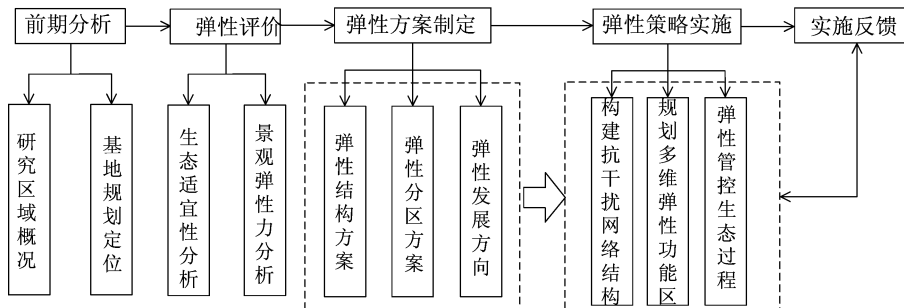 前期分析
弹性评价
弹性方案制定
弹性策略实施
实施反馈
研究区域概况
基地规划定位
生态适宜性分析
景观弹性力分析
弹性结构方案
弹性分区方案
弹性发展方向
构建抗干扰网络结构
规划多维弹性功能区
弹性管控生态过程